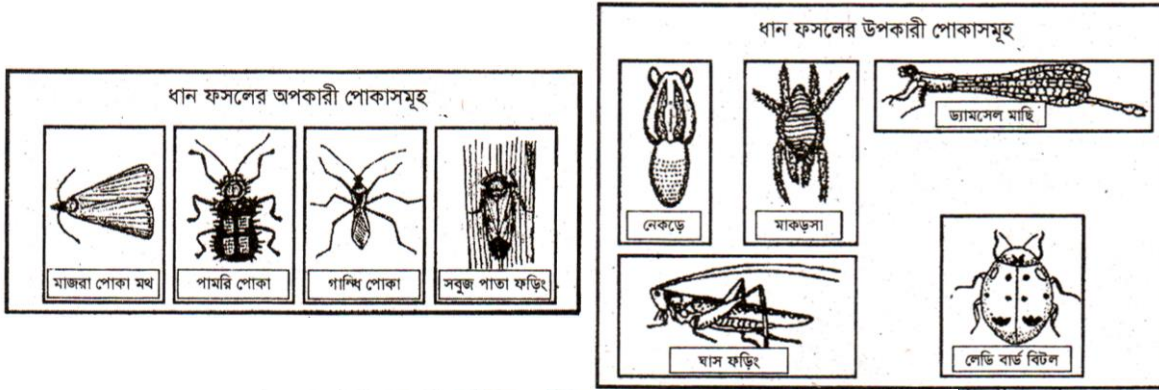 ধান ফসলের অপকারী পোকাসমূহ
মাজরা পোকা মথ
পামরি পোকা
গান্ধি পোকা
সবুজ পাতা ফড়িং
ধান ফসলের উপকারী পোকাসমূহ
নেকড়ে
মাকড়সা
ড্যামসেল মাছি
ঘাস ফড়িং
লেডি বার্ড বিটল